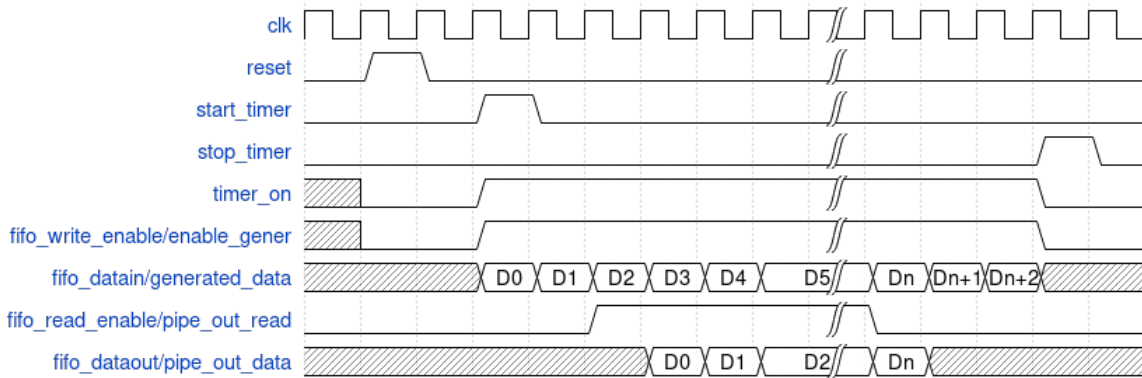 clk
reset
start_timer
stop_timer
timer_on
fifo_write_enable/enable_gener
fifo_datain/generated_data D0 D1 D2 D3 D4 D5 Dn Dn+1 Dn+2
fifo_read_enable/pipe_out_read
fifo_dataout/pipe_out_data D0 D1 D2 Dn